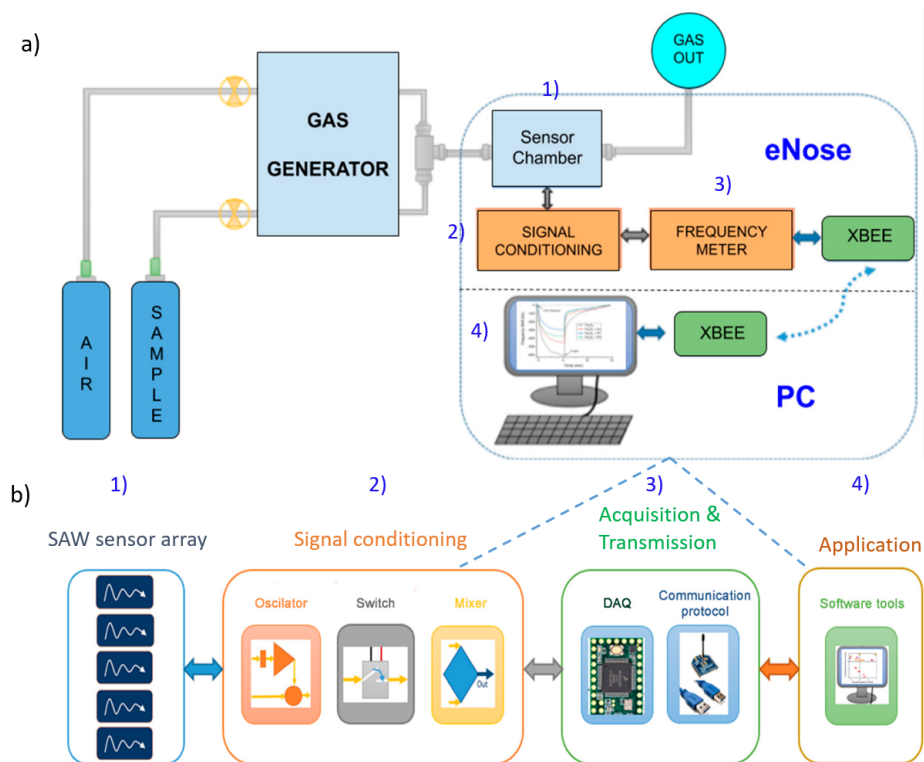 a)
GAS
OUT
1)
GAS
GENERATOR
Sensor
Chamber
eNose
3)
2)
SIGNAL
CONDITIONING
FREQUENCY
METER
XBEE
AIR
SAMPLE
4)
XBEE
PC
b)
1)
2)
3)
4)
SAW sensor array
Signal conditioning
Acquisition &
Transmission
Application
Oscilator
Switch
Mixer
Out
DAQ
Communication
protocol
Software tools